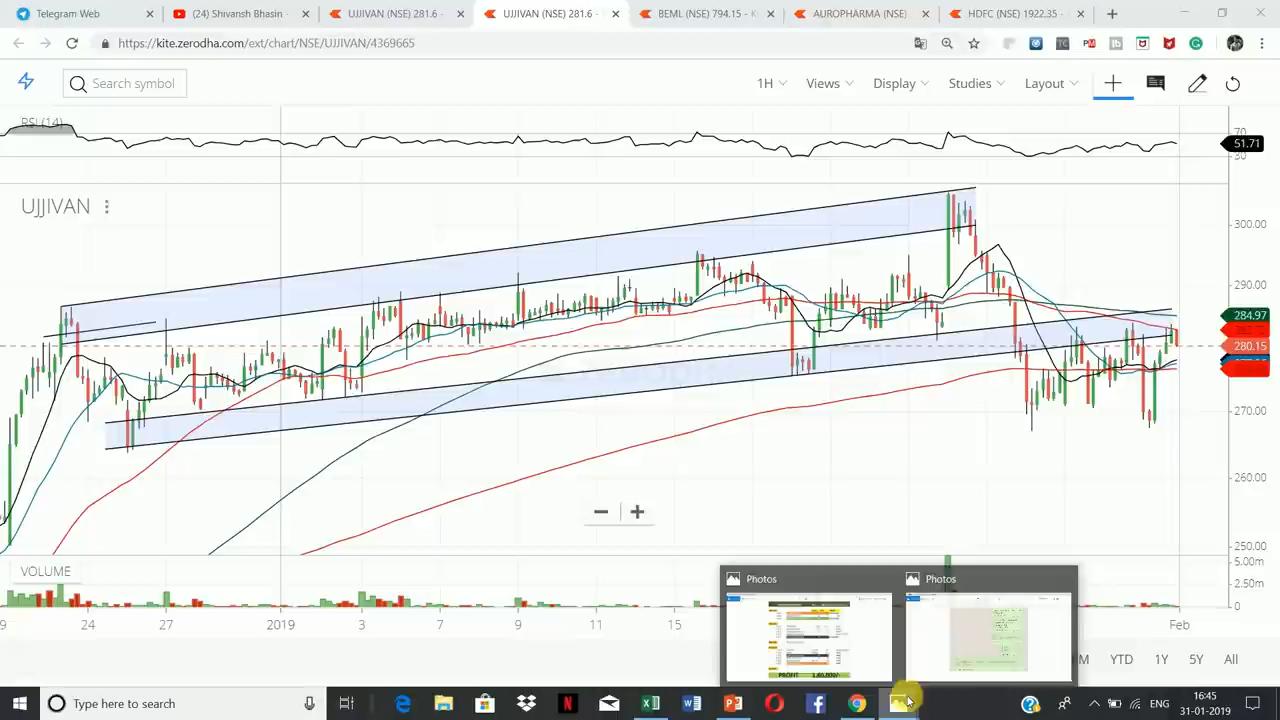 Telegram Web
(24) Shivansh Bhasin -
UJJIVAN (NSE) 281.6 -
UJJIVAN (NSE) 281.6 -
BEML (NSE) 794.15 -
AUROPHARMA (NSE)
HDFC (NSE) 1922.35 -
https://kite.zerodha.com/ext/chart/NSE/UJJIVAN/4369665
Search symbol
1H
Views
Display
Studies
Layout
RSI (14)
70
51.71
30
UJJIVAN
300.00
290.00
284.97
280.15
270.00
260.00
250.00
VOLUME
5.00m
2.50m
0
27
2019
3
7
9
11
15
Feb
Photos
Photos
PROFIT
YTD
1Y
5Y
All
Type here to search
ENG
16:45
31-01-2019